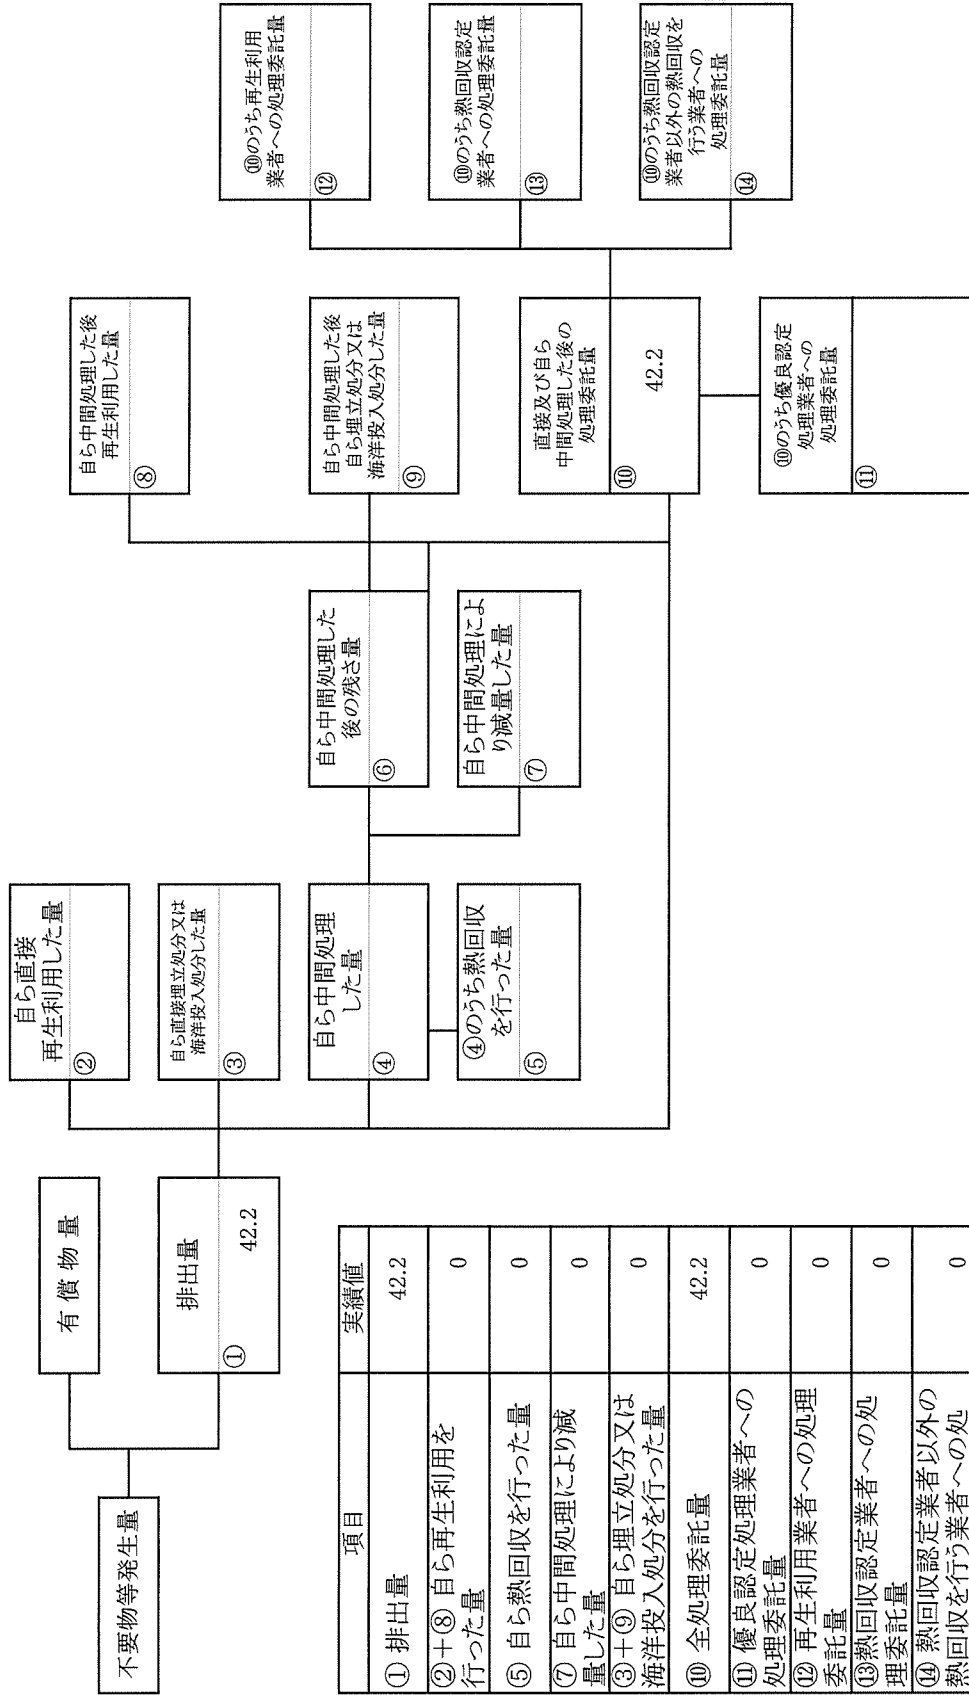 不要物等発生量
有 償 物 量
排出量
①
42.2
自ら直接
再生利用した量
②
自ら直接埋立処分又は
海洋投入処分した量
③
自ら中間処理
した量
④
④のうち熱回収
を行った量
⑤
自ら中間処理した
後の残さ量
⑥
自ら中間処理によ
り減量した量
⑦
自ら中間処理した後
再生利用した量
⑧
自ら中間処理した後
自ら埋立処分又は
海洋投入処分した量
⑨
直接及び自ら
中間処理した後の
処理委託量
⑩
42.2
⑩のうち優良認定
処理業者への
処理委託量
⑪
⑩のうち再生利用
業者への処理委託量
⑫
⑩のうち熱回収認定
業者への処理委託量
⑬
⑩のうち熱回収認定
業者以外の熱回収を
行う業者への
処理委託量
⑭
項目 実績値
① 排出量 42.2
②+⑧ 自ら再生利用を
行った量 0
⑤ 自ら熱回収を行った量 0
⑦ 自ら中間処理により減
量した量 0
③+⑨ 自ら埋立処分又は
海洋投入処分を行った量 0
⑩ 全処理委託量 42.2
⑪ 優良認定処理業者への
処理委託量 0
⑫ 再生利用業者への処理
委託量 0
⑬熱回収認定業者への処
理委託量 0
⑭ 熱回収認定業者以外の
熱回収を行う業者への処 0